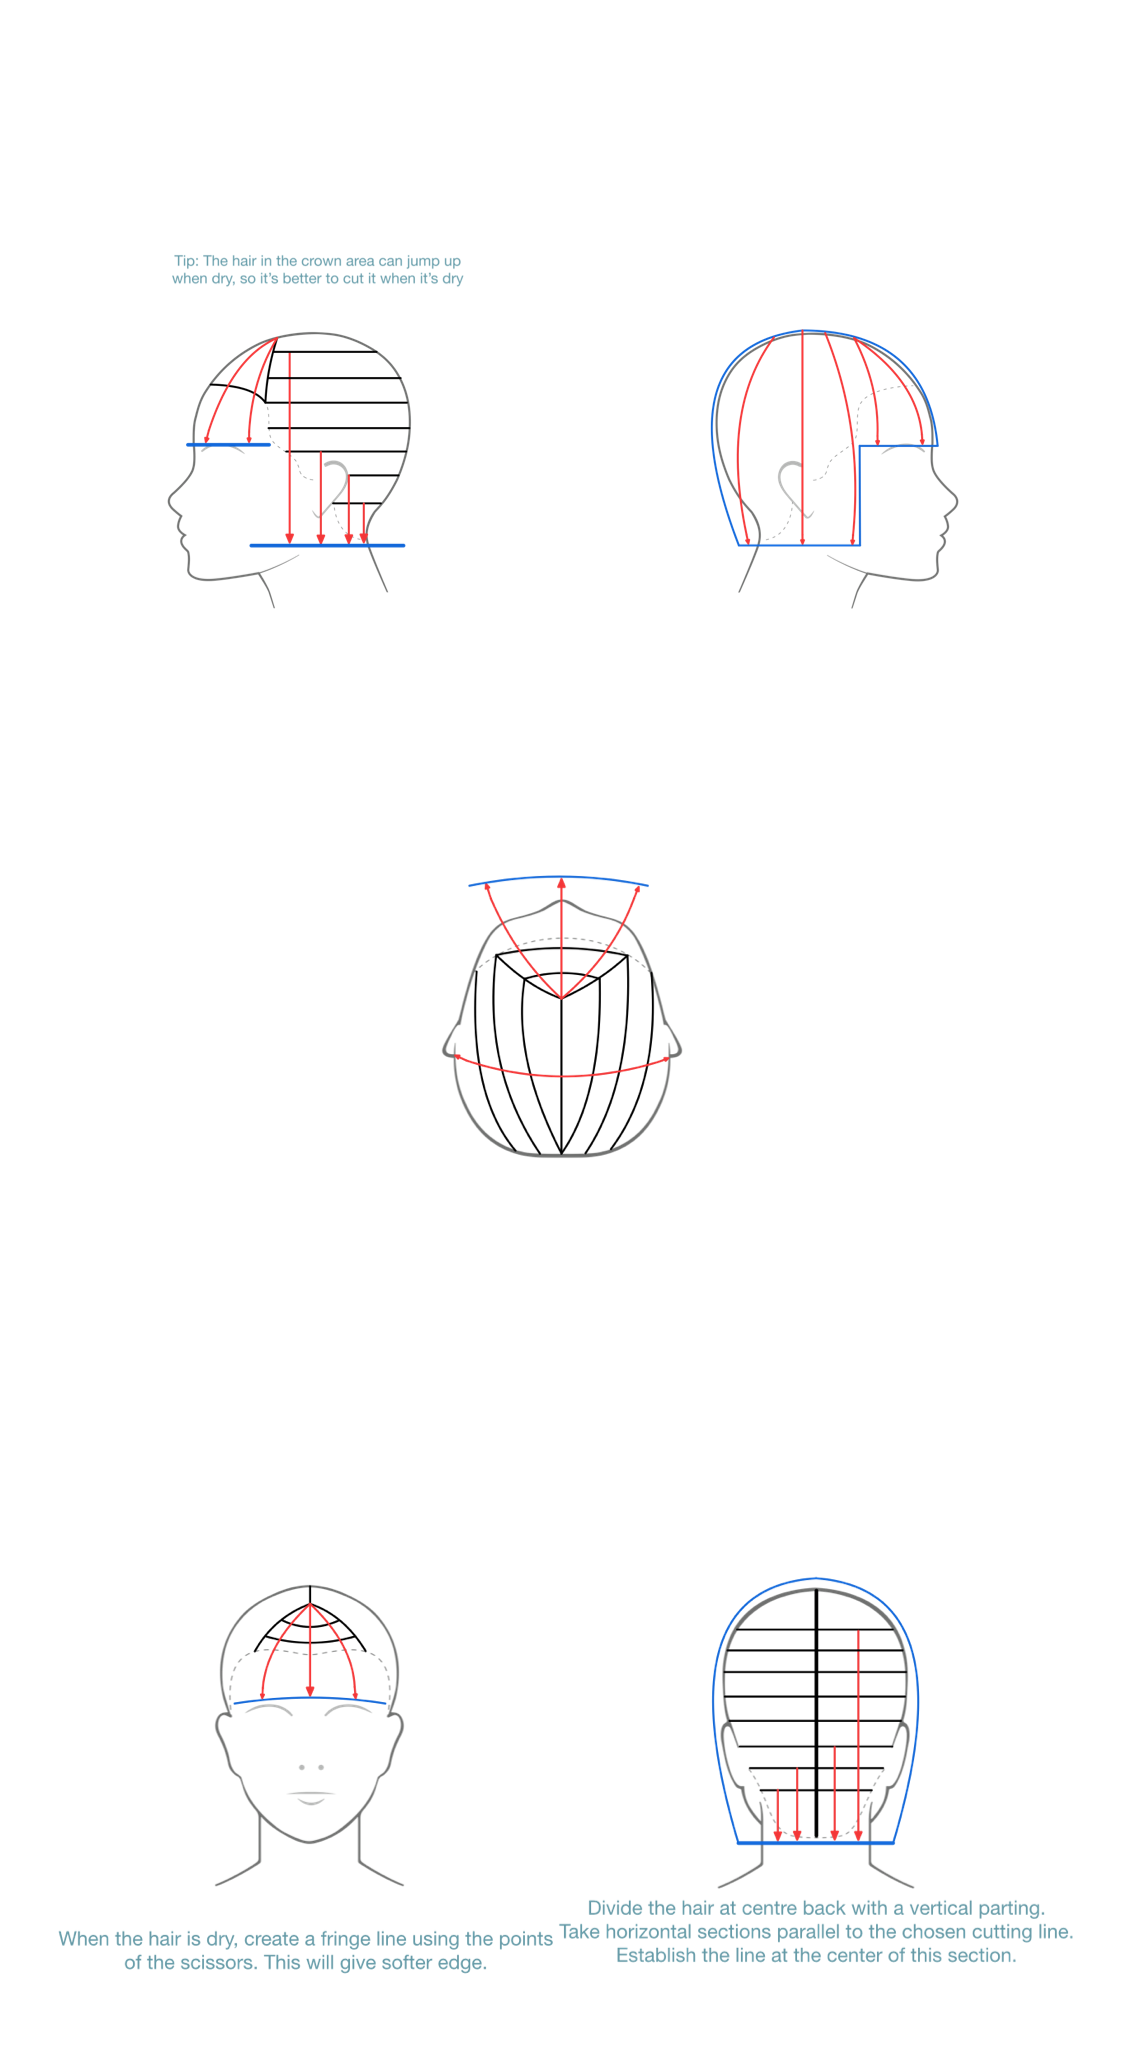 Tip: The hair in the crown area can jump up
when dry, so it's better to cut it when it's dry
When the hair is dry, create a fringe line using the points
of the scissors. This will give softer edge.
Divide the hair at centre back with a vertical parting.
Take horizontal sections parallel to the chosen cutting line.
Establish the line at the center of this section.